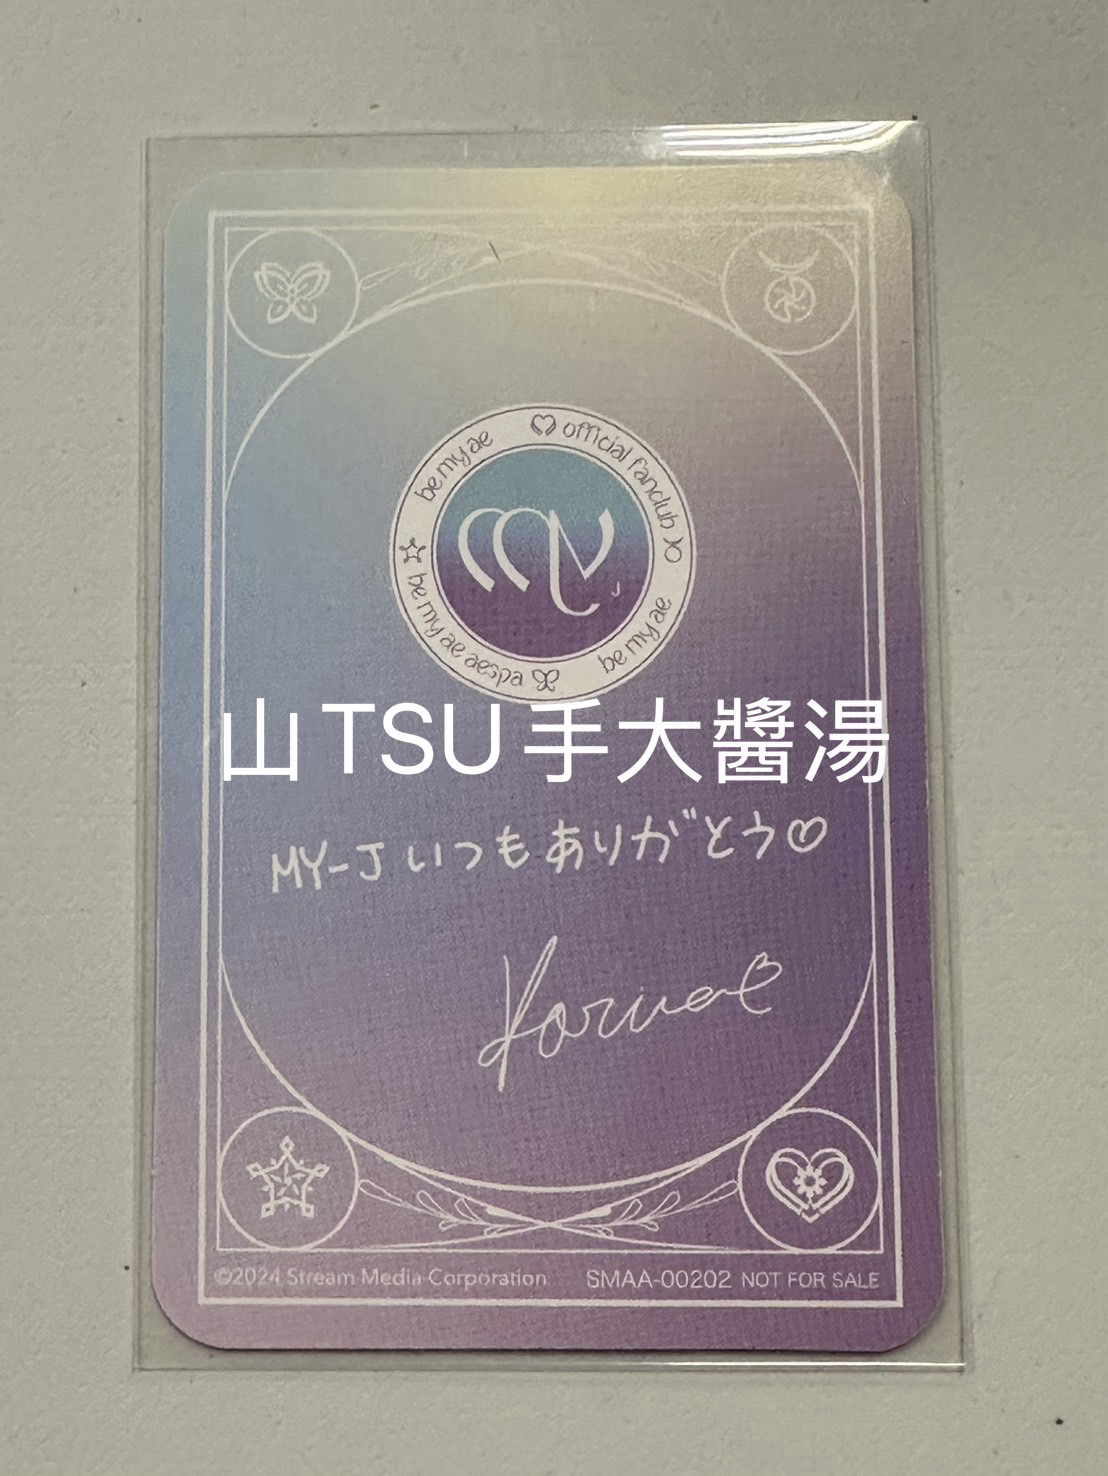 be my ae ♡ official fanclub
be my ae
be my ae aespa
my
J
山TSU手大醬湯
MY-J いつもありがとう♡
Karina♡
©2024 Stream Media Corporation SMAA-00202 NOT FOR SALE